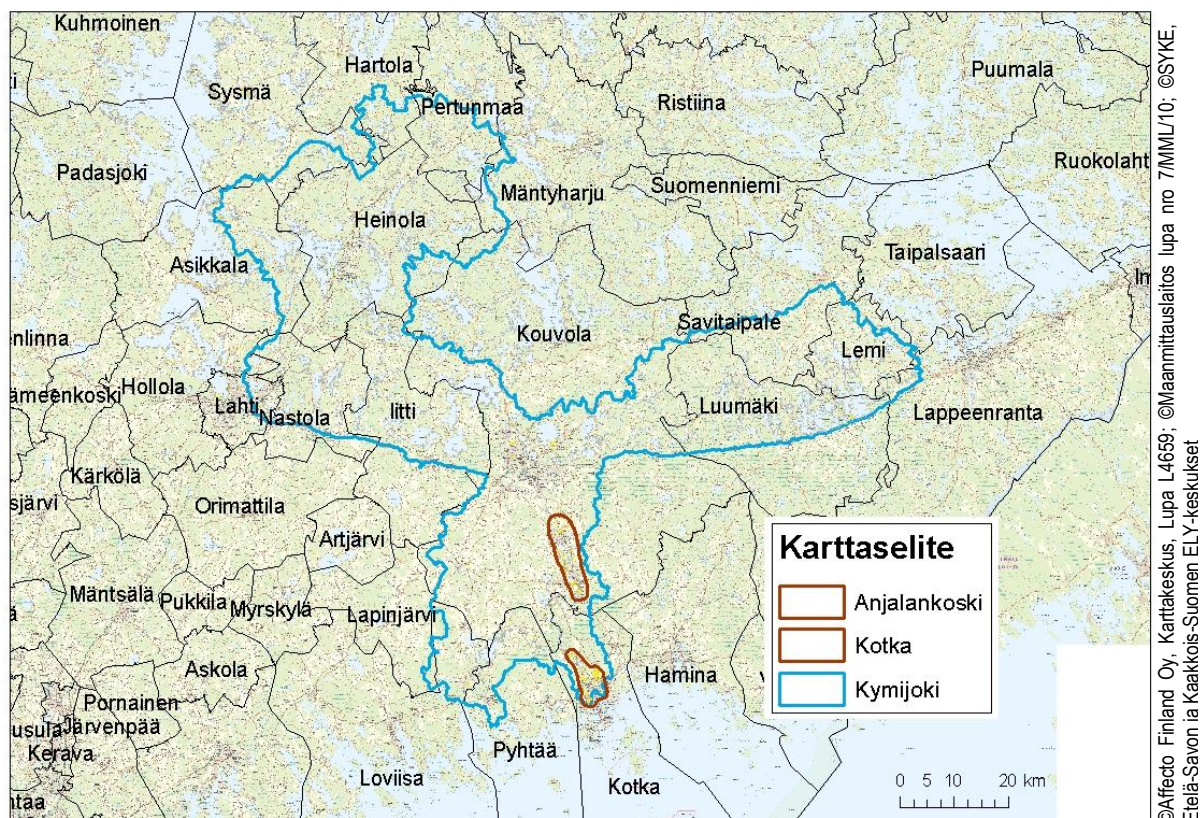 Kuhmoinen
Hartola
Sysmä
Puumala
Ristiina
Pertunmaa
Padasjoki
Ruokolaht
Mäntyharju
Suomenniemi
Heinola
Taipalsaari
Asikkala
Im
Kouvola
Savitaipale
enlinna
Lemi
Hollola
ämeenkoski
Lahti
Nastola
Iitti
Luumäki
Lappeenranta
Kärkölä
sjärvi
Orimattila
Artjärvi
Mäntsälä
Pukkila
Myrskylä
Lapinjärvi
Askola
Hamina
Pornainen
usula
Järvenpää
Kerava
Pyhtää
Loviisa
Kotka
ntaa
Karttaselite
Anjalankoski
Kotka
Kymijoki
0 5 10 20 km
©Affecto Finland Oy, Karttakeskus, Lupa L4659; ©Maanmittauslaitos lupa nro 7/MML/10; ©SYKE,
Etelä-Savon ja Kaakkois-Suomen ELY-keskukset